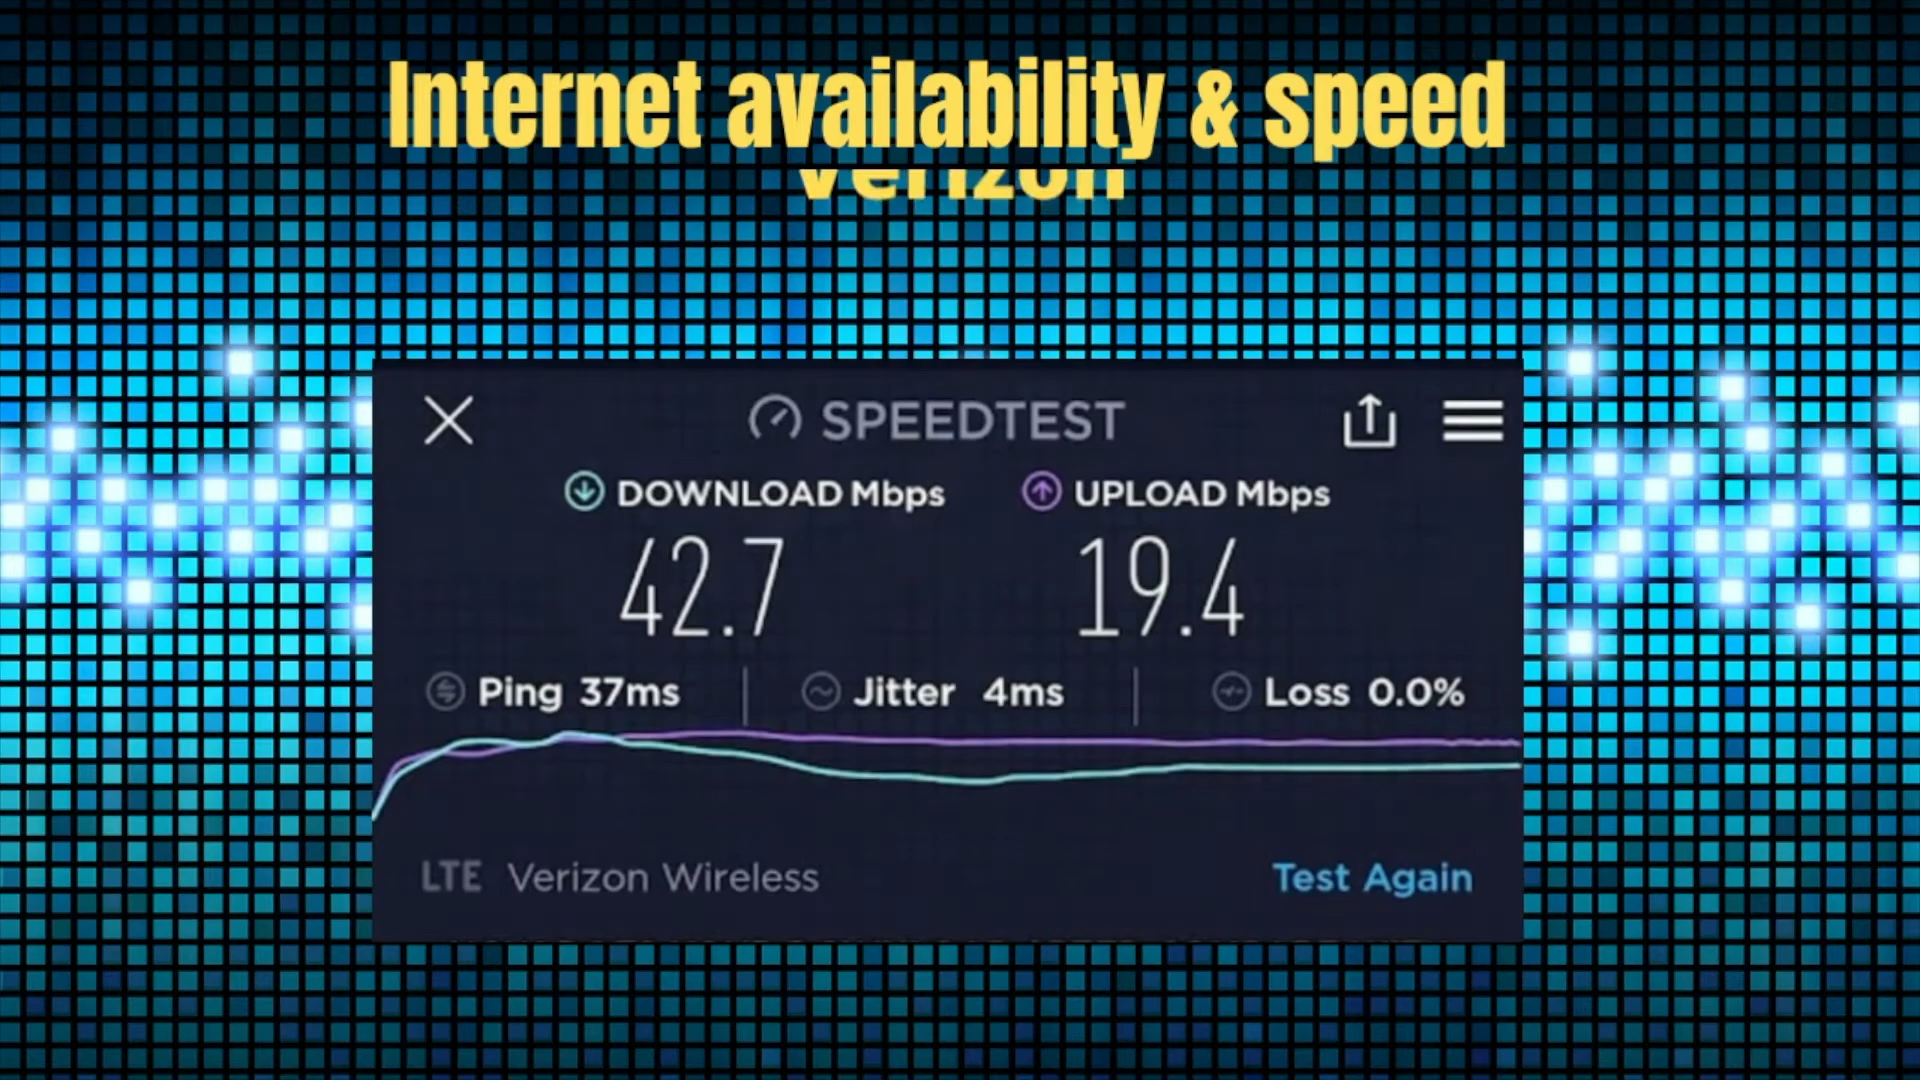 Internet availability & speed
verizon
SPEEDTEST
DOWNLOAD Mbps UPLOAD Mbps
42.7 19.4
Ping 37ms Jitter 4ms Loss 0.0%
LTE Verizon Wireless Test Again